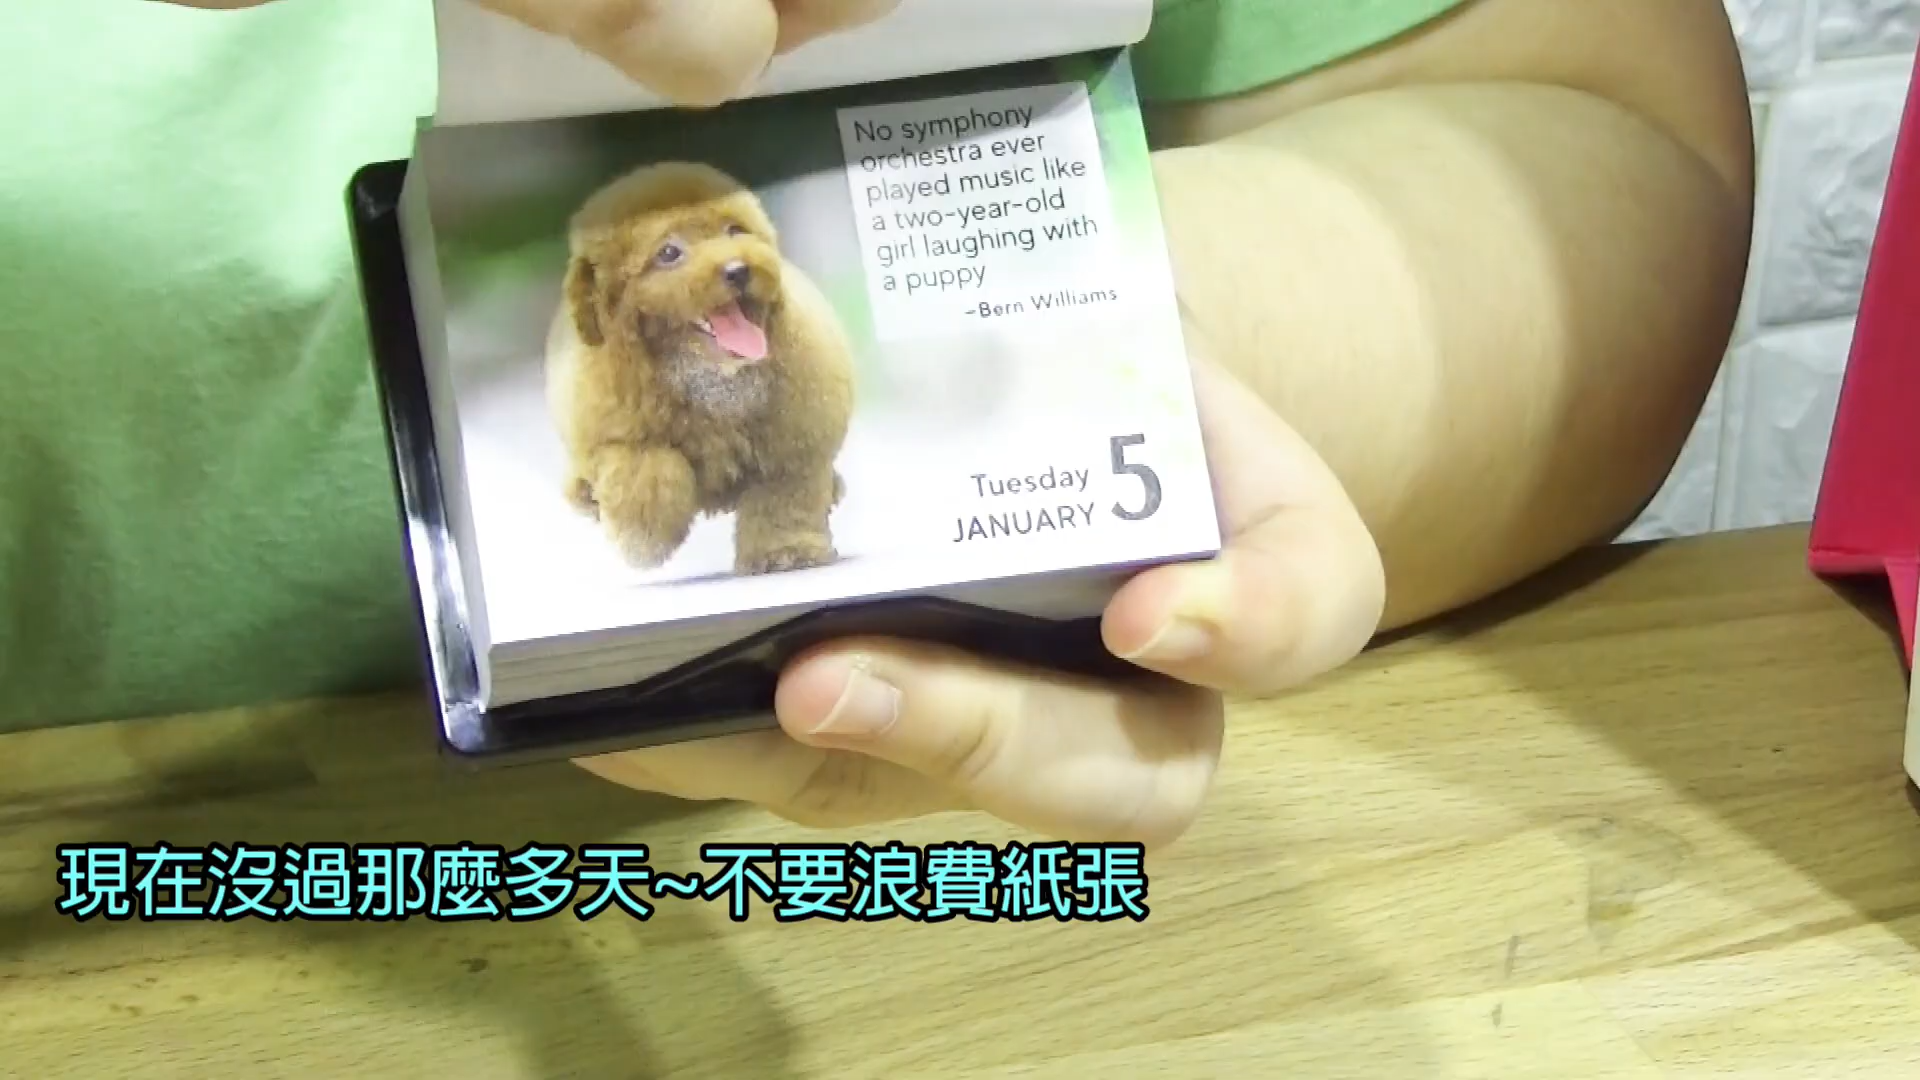 No symphony
orchestra ever
played music like
a two-year-old
girl laughing with
a puppy
-Bern Williams
Tuesday
JANUARY 5
現在沒過那麼多天~不要浪費紙張